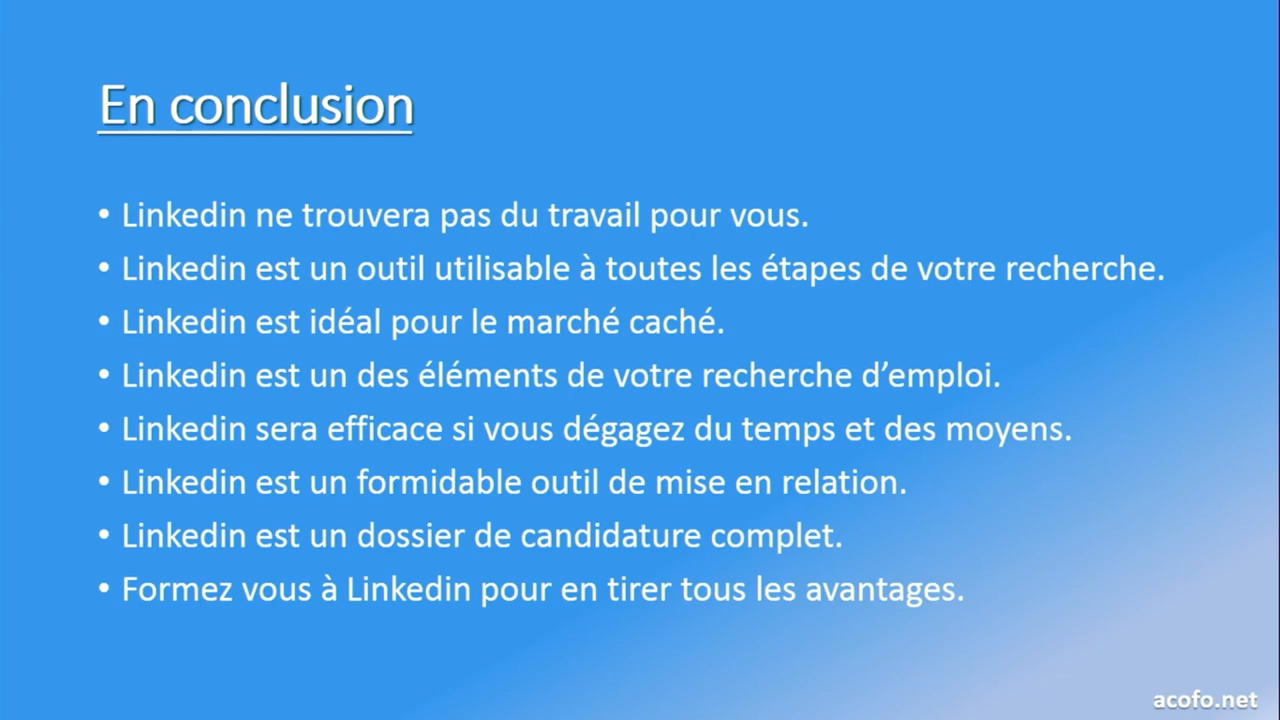 En conclusion
• Linkedin ne trouvera pas du travail pour vous.
• Linkedin est un outil utilisable à toutes les étapes de votre recherche.
• Linkedin est idéal pour le marché caché.
• Linkedin est un des éléments de votre recherche d’emploi.
• Linkedin sera efficace si vous dégagez du temps et des moyens.
• Linkedin est un formidable outil de mise en relation.
• Linkedin est un dossier de candidature complet.
• Formez vous à Linkedin pour en tirer tous les avantages.
acofo.net